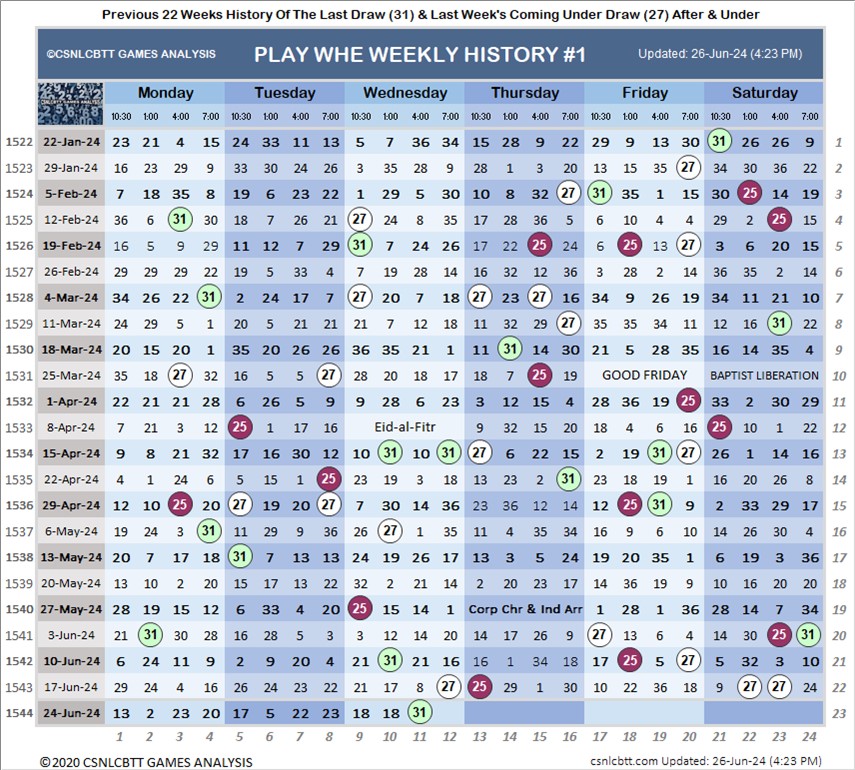 Previous 22 Weeks History Of The Last Draw (31) & Last Week's Coming Under Draw (27) After & Under
©CSNLCBTT GAMES ANALYSIS PLAY WHE WEEKLY HISTORY #1 Updated: 26-Jun-24 (4:23 PM)
Monday Tuesday Wednesday Thursday Friday Saturday
10:30 1:00 4:00 7:00 10:30 1:00 4:00 7:00 10:30 1:00 4:00 7:00 10:30 1:00 4:00 7:00 10:30 1:00 4:00 7:00 10:30 1:00 4:00 7:00
1522 22-Jan-24 23 21 4 15 24 33 11 13 5 7 36 34 15 28 9 22 29 9 13 30 31 26 26 9 1
1523 29-Jan-24 16 23 29 9 33 30 24 26 3 35 28 9 28 1 3 20 13 15 35 27 34 30 36 22 2
1524 5-Feb-24 7 18 35 8 19 6 23 22 1 29 5 30 10 8 32 27 31 35 1 15 30 25 14 19 3
1525 12-Feb-24 36 6 31 30 18 7 26 21 27 24 8 35 17 28 36 5 6 10 4 4 29 2 25 15 4
1526 19-Feb-24 16 5 9 29 11 12 7 29 31 7 24 26 17 22 25 24 6 25 13 27 3 6 20 15 5
1527 26-Feb-24 29 29 29 22 19 5 33 4 7 19 28 14 16 32 12 36 3 28 2 14 36 35 2 14 6
1528 4-Mar-24 34 26 22 31 2 24 17 7 27 20 7 18 27 23 27 16 34 9 26 19 34 11 21 10 7
1529 11-Mar-24 24 29 5 1 20 5 21 21 21 7 12 18 11 32 29 27 35 35 34 11 12 16 31 22 8
1530 18-Mar-24 20 15 20 1 35 20 26 26 36 35 21 1 11 31 14 30 21 5 28 35 16 14 35 4 9
1531 25-Mar-24 35 18 27 32 16 5 5 27 28 20 18 17 18 7 25 19 GOOD FRIDAY BAPTIST LIBERATION 10
1532 1-Apr-24 22 21 21 28 6 26 5 9 9 28 6 23 3 12 15 4 28 36 19 25 33 2 30 29 11
1533 8-Apr-24 7 21 3 12 25 1 17 16 Eid-al-Fitr 9 32 15 20 18 4 6 16 25 10 1 22 12
1534 15-Apr-24 9 8 21 32 17 16 30 12 10 31 12 31 27 6 22 15 2 19 31 27 26 1 14 16 13
1535 22-Apr-24 4 1 24 6 5 15 1 25 23 19 3 18 13 15 22 31 23 18 19 14 16 20 26 8 14
1536 29-Apr-24 12 10 25 20 27 19 20 27 7 30 14 36 23 36 12 14 12 25 31 9 2 33 29 17 15
1537 6-May-24 19 24 3 31 11 29 9 36 26 27 1 35 11 4 35 34 16 9 6 10 14 26 30 4 16
1538 13-May-24 20 7 17 18 31 7 13 13 24 19 26 17 13 3 5 24 19 20 35 1 6 19 3 36 17
1539 20-May-24 13 10 2 20 15 17 13 22 32 2 21 14 2 20 23 17 14 36 19 9 10 16 20 20 18
1540 27-May-24 28 19 15 12 6 33 4 20 25 15 14 1 Corp Chr & Ind Arr 1 28 1 36 28 14 7 34 19
1541 3-Jun-24 21 31 30 28 16 28 5 3 3 12 14 20 14 17 26 9 27 13 6 4 14 30 25 31 20
1542 10-Jun-24 6 24 11 9 2 9 20 4 21 31 21 16 16 1 34 18 17 25 5 27 5 32 3 10 21
1543 17-Jun-24 29 24 4 16 26 24 23 22 21 17 8 27 25 29 1 30 10 22 36 18 9 27 27 24 22
1544 24-Jun-24 13 2 23 20 17 5 22 23 18 18 31 23
1 2 3 4 5 6 7 8 9 10 11 12 13 14 15 16 17 18 19 20 21 22 23 24
©2020 CSNLCBTT GAMES ANALYSIS csnlcbtt.com Updated: 26-Jun-24 (4:23 PM)